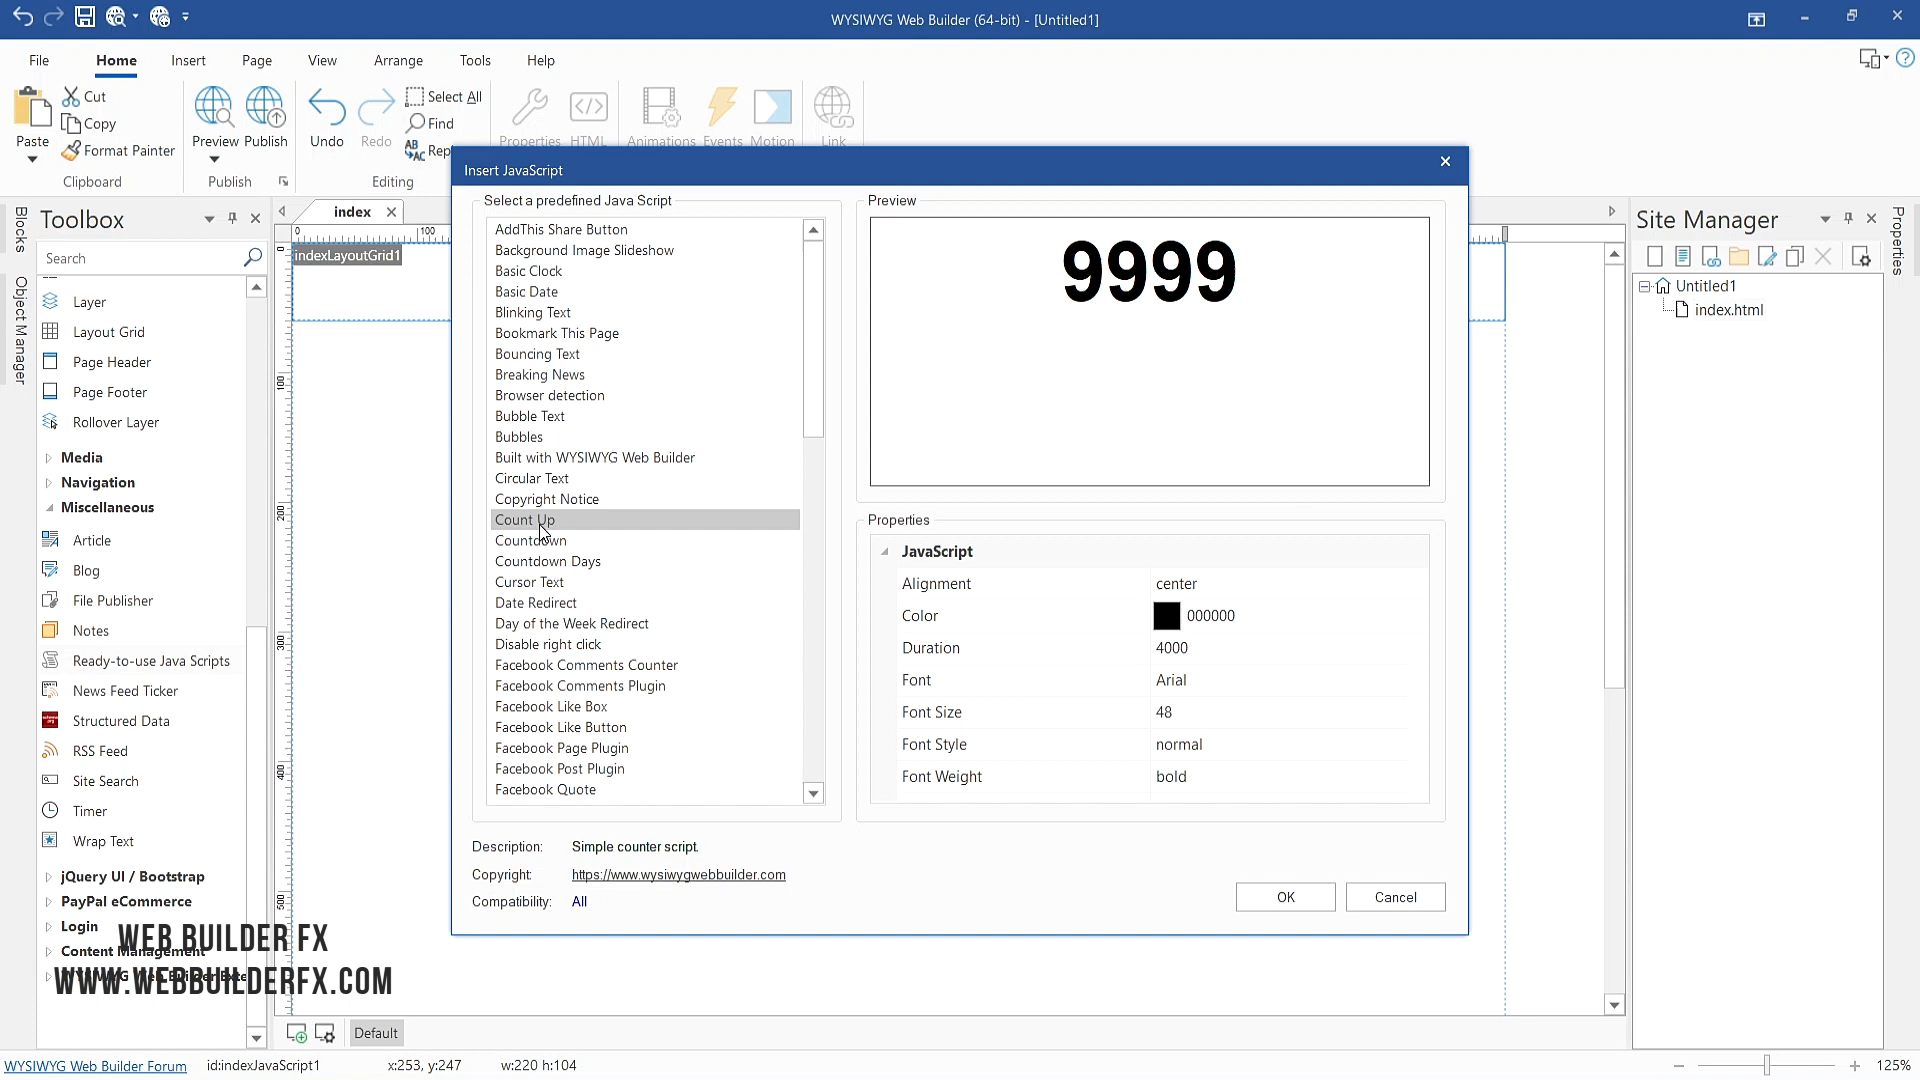 WYSIWYG Web Builder (64-bit) - [Untitled1]
File
Home
Insert
Page
View
Arrange
Tools
Help
Paste
Cut
Copy
Format Painter
Clipboard
Preview
Publish
Publish
Undo
Redo
Select All
Find
Rep
Editing
Properties
HTML
Animations
Events
Motion
Link
Blocks
Object Manager
Toolbox
Search
Layer
Layout Grid
Page Header
Page Footer
Rollover Layer
Media
Navigation
Miscellaneous
Article
Blog
File Publisher
Notes
Ready-to-use Java Scripts
News Feed Ticker
Structured Data
RSS Feed
Site Search
Timer
Wrap Text
jQuery UI / Bootstrap
PayPal eCommerce
Login
Content Management
WEB BUILDER FX
WWW.WEBBUILDERFX.COM
index
0
100
0
100
200
300
400
500
indexLayoutGrid1
Insert JavaScript
Select a predefined Java Script
AddThis Share Button
Background Image Slideshow
Basic Clock
Basic Date
Blinking Text
Bookmark This Page
Bouncing Text
Breaking News
Browser detection
Bubble Text
Bubbles
Built with WYSIWYG Web Builder
Circular Text
Copyright Notice
Count Up
Countdown
Countdown Days
Cursor Text
Date Redirect
Day of the Week Redirect
Disable right click
Facebook Comments Counter
Facebook Comments Plugin
Facebook Like Box
Facebook Like Button
Facebook Page Plugin
Facebook Post Plugin
Facebook Quote
Preview
9999
Properties
JavaScript
Alignment center
Color 000000
Duration 4000
Font Arial
Font Size 48
Font Style normal
Font Weight bold
Description: Simple counter script.
Copyright: https://www.wysiwygwebbuilder.com
Compatibility: All
OK
Cancel
Site Manager
Untitled1
index.html
Properties
Default
WYSIWYG Web Builder Forum
id:indexJavaScript1
x:253, y:247
w:220 h:104
125%